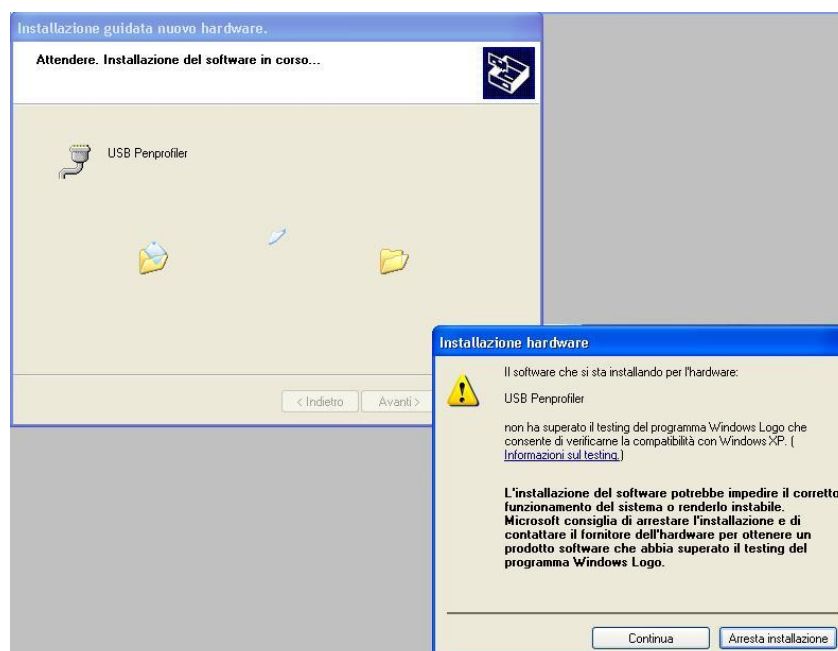 Installazione guidata nuovo hardware.
Attendere. Installazione del software in corso...
USB Penprofiler
< Indietro
Avanti >
Installazione hardware
Il software che si sta installando per l'hardware:
USB Penprofiler
non ha superato il testing del programma Windows Logo che
consente di verificarne la compatibilità con Windows XP. (
Informazioni sul testing.)
L'installazione del software potrebbe impedire il corretto
funzionamento del sistema o renderlo instabile.
Microsoft consiglia di arrestare l'installazione e di
contattare il fornitore dell'hardware per ottenere un
prodotto software che abbia superato il testing del
programma Windows Logo.
Continua
Arresta installazione